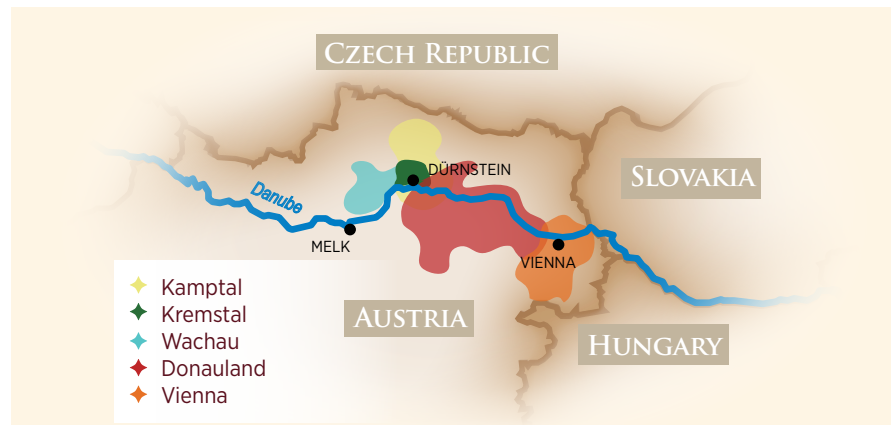 CZECH REPUBLIC
DÜRNSTEIN
SLOVAKIA
Danube
MELK
VIENNA
AUSTRIA
HUNGARY
Kamptal
Kremstal
Wachau
Donauland
Vienna